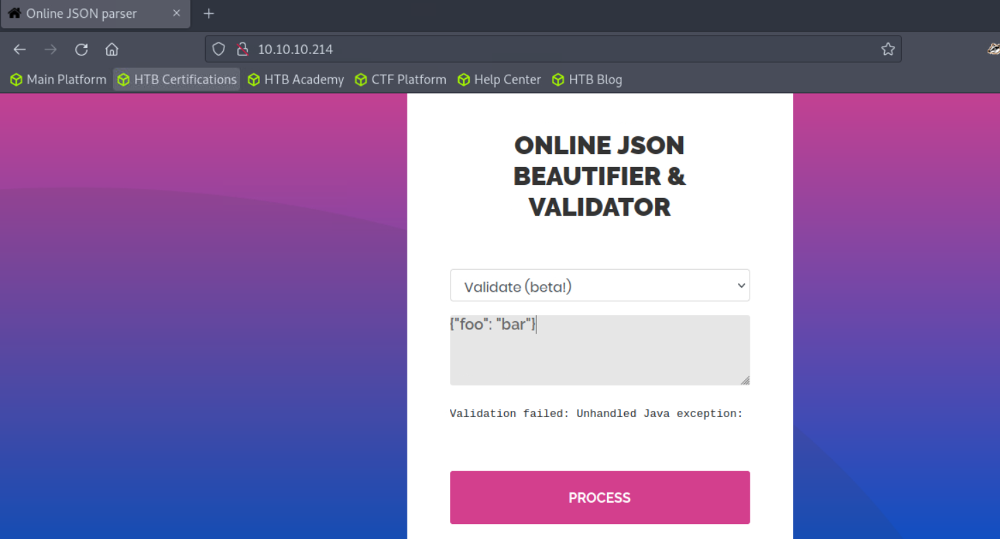 Online JSON parser
10.10.10.214
Main Platform HTB Certifications HTB Academy CTF Platform Help Center HTB Blog
ONLINE JSON
BEAUTIFIER &
VALIDATOR
Validate (beta!)
{"foo": "bar"}
Validation failed: Unhandled Java exception:
PROCESS